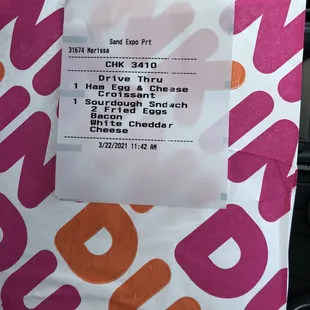 Sand Expo Prt
31674 Marissa
CHK 3410
Drive Thru
1 Ham Egg & Cheese
Croissant
1 Sourdough Sndwch
2 Fried Eggs
Bacon
White Cheddar
Cheese
3/22/2021 11:42 AM